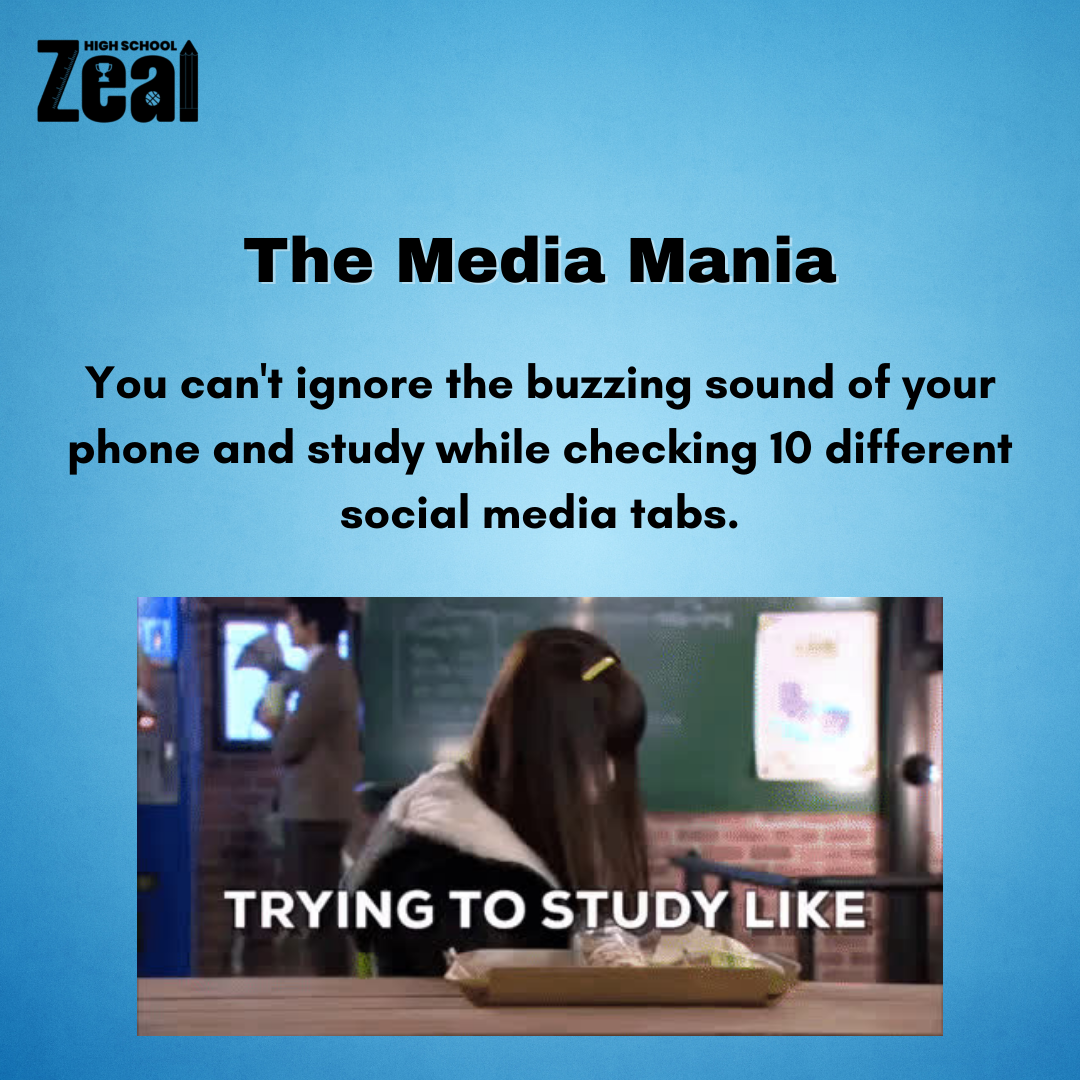 HIGH SCHOOL
Zeal
The Media Mania
You can't ignore the buzzing sound of your
phone and study while checking 10 different
social media tabs.
TRYING TO STUDY LIKE